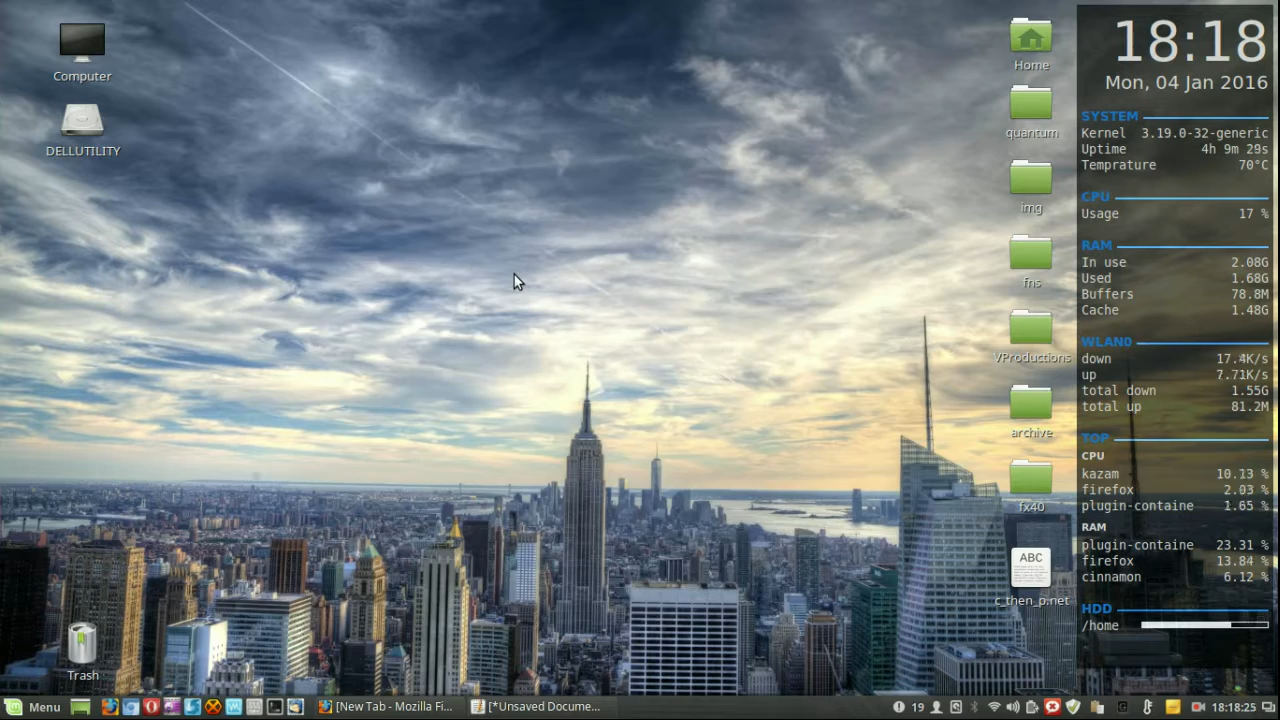 Computer
DELLUTILITY
Trash
Home
quantum
img
fns
VProductions
archive
fx40
ABC
c_then_p.net
18:18
Mon, 04 Jan 2016
SYSTEM
Kernel 3.19.0-32-generic
Uptime 4h 9m 29s
Temprature 70°C
CPU
Usage 17 %
RAM
In use 2.08G
Used 1.68G
Buffers 78.8M
Cache 1.48G
WLAN0
down 17.4K/s
up 7.71K/s
total down 1.55G
total up 81.2M
TOP
CPU
kazam 10.13 %
firefox 2.03 %
plugin-containe 1.65 %
RAM
plugin-containe 23.31 %
firefox 13.84 %
cinnamon 6.12 %
HDD
/home
Menu [New Tab - Mozilla Fi... [*Unsaved Docume... 19 18:18:25